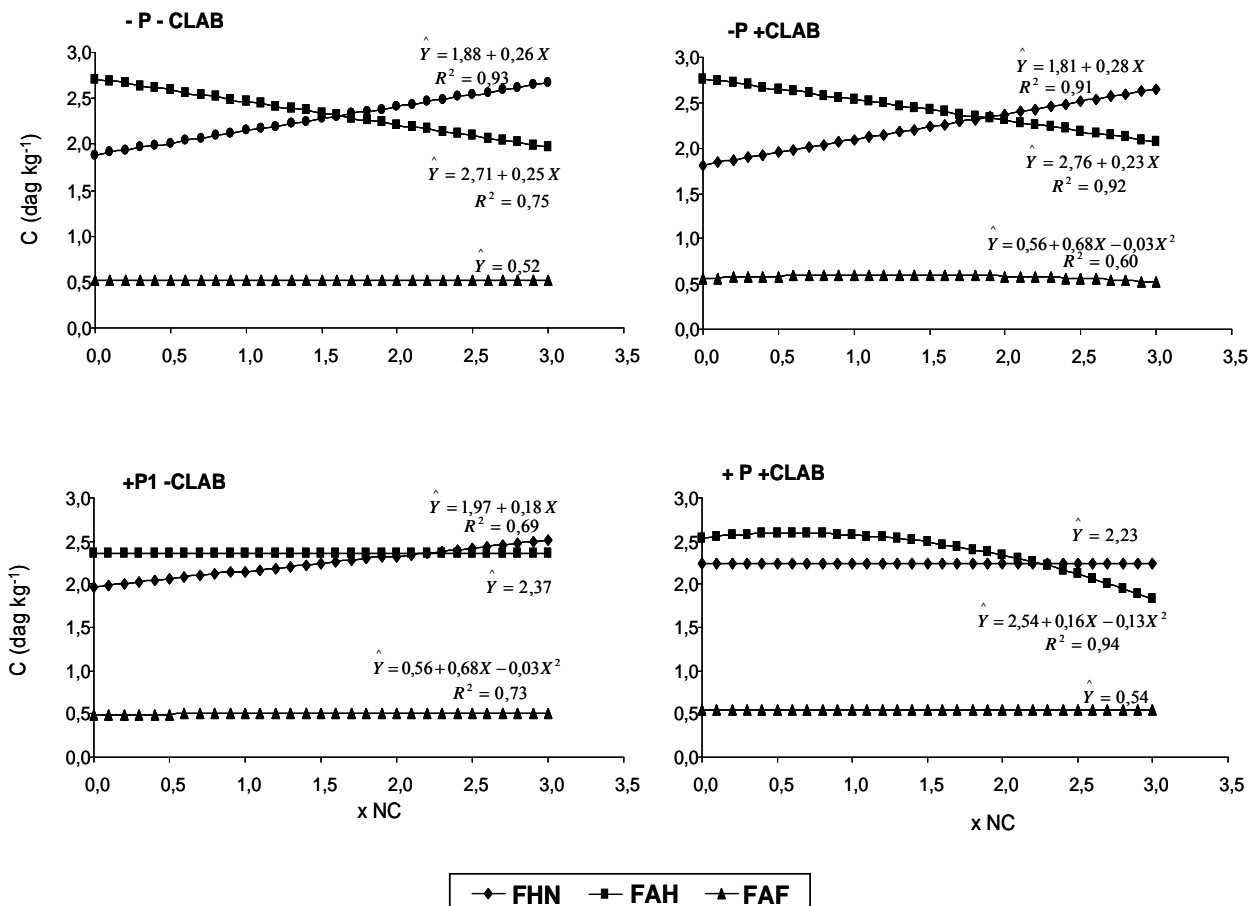 - P - CLAB
3,0
2,5
2,0
1,5
1,0
0,5
0,0
C (dag kg-1)
Ŷ = 1,88 + 0,26 X
R² = 0,93
Ŷ = 2,71 + 0,25 X
R² = 0,75
Ŷ = 0,52
0,0 0,5 1,0 1,5 2,0 2,5 3,0 3,5
-P +CLAB
3,0
2,5
2,0
1,5
1,0
0,5
0,0
Ŷ = 1,81 + 0,28 X
R² = 0,91
Ŷ = 2,76 + 0,23 X
R² = 0,92
Ŷ = 0,56 + 0,68X − 0,03X²
R² = 0,60
0,0 0,5 1,0 1,5 2,0 2,5 3,0 3,5
+P1 -CLAB
3,0
2,5
2,0
1,5
1,0
0,5
0,0
C (dag kg-1)
Ŷ = 1,97 + 0,18 X
R² = 0,69
Ŷ = 2,37
Ŷ = 0,56 + 0,68X − 0,03X²
R² = 0,73
0,0 0,5 1,0 1,5 2,0 2,5 3,0 3,5
x NC
+ P +CLAB
3,0
2,5
2,0
1,5
1,0
0,5
0,0
Ŷ = 2,23
Ŷ = 2,54 + 0,16X − 0,13X²
R² = 0,94
Ŷ = 0,54
0,0 0,5 1,0 1,5 2,0 2,5 3,0 3,5
x NC
FHN FAH FAF